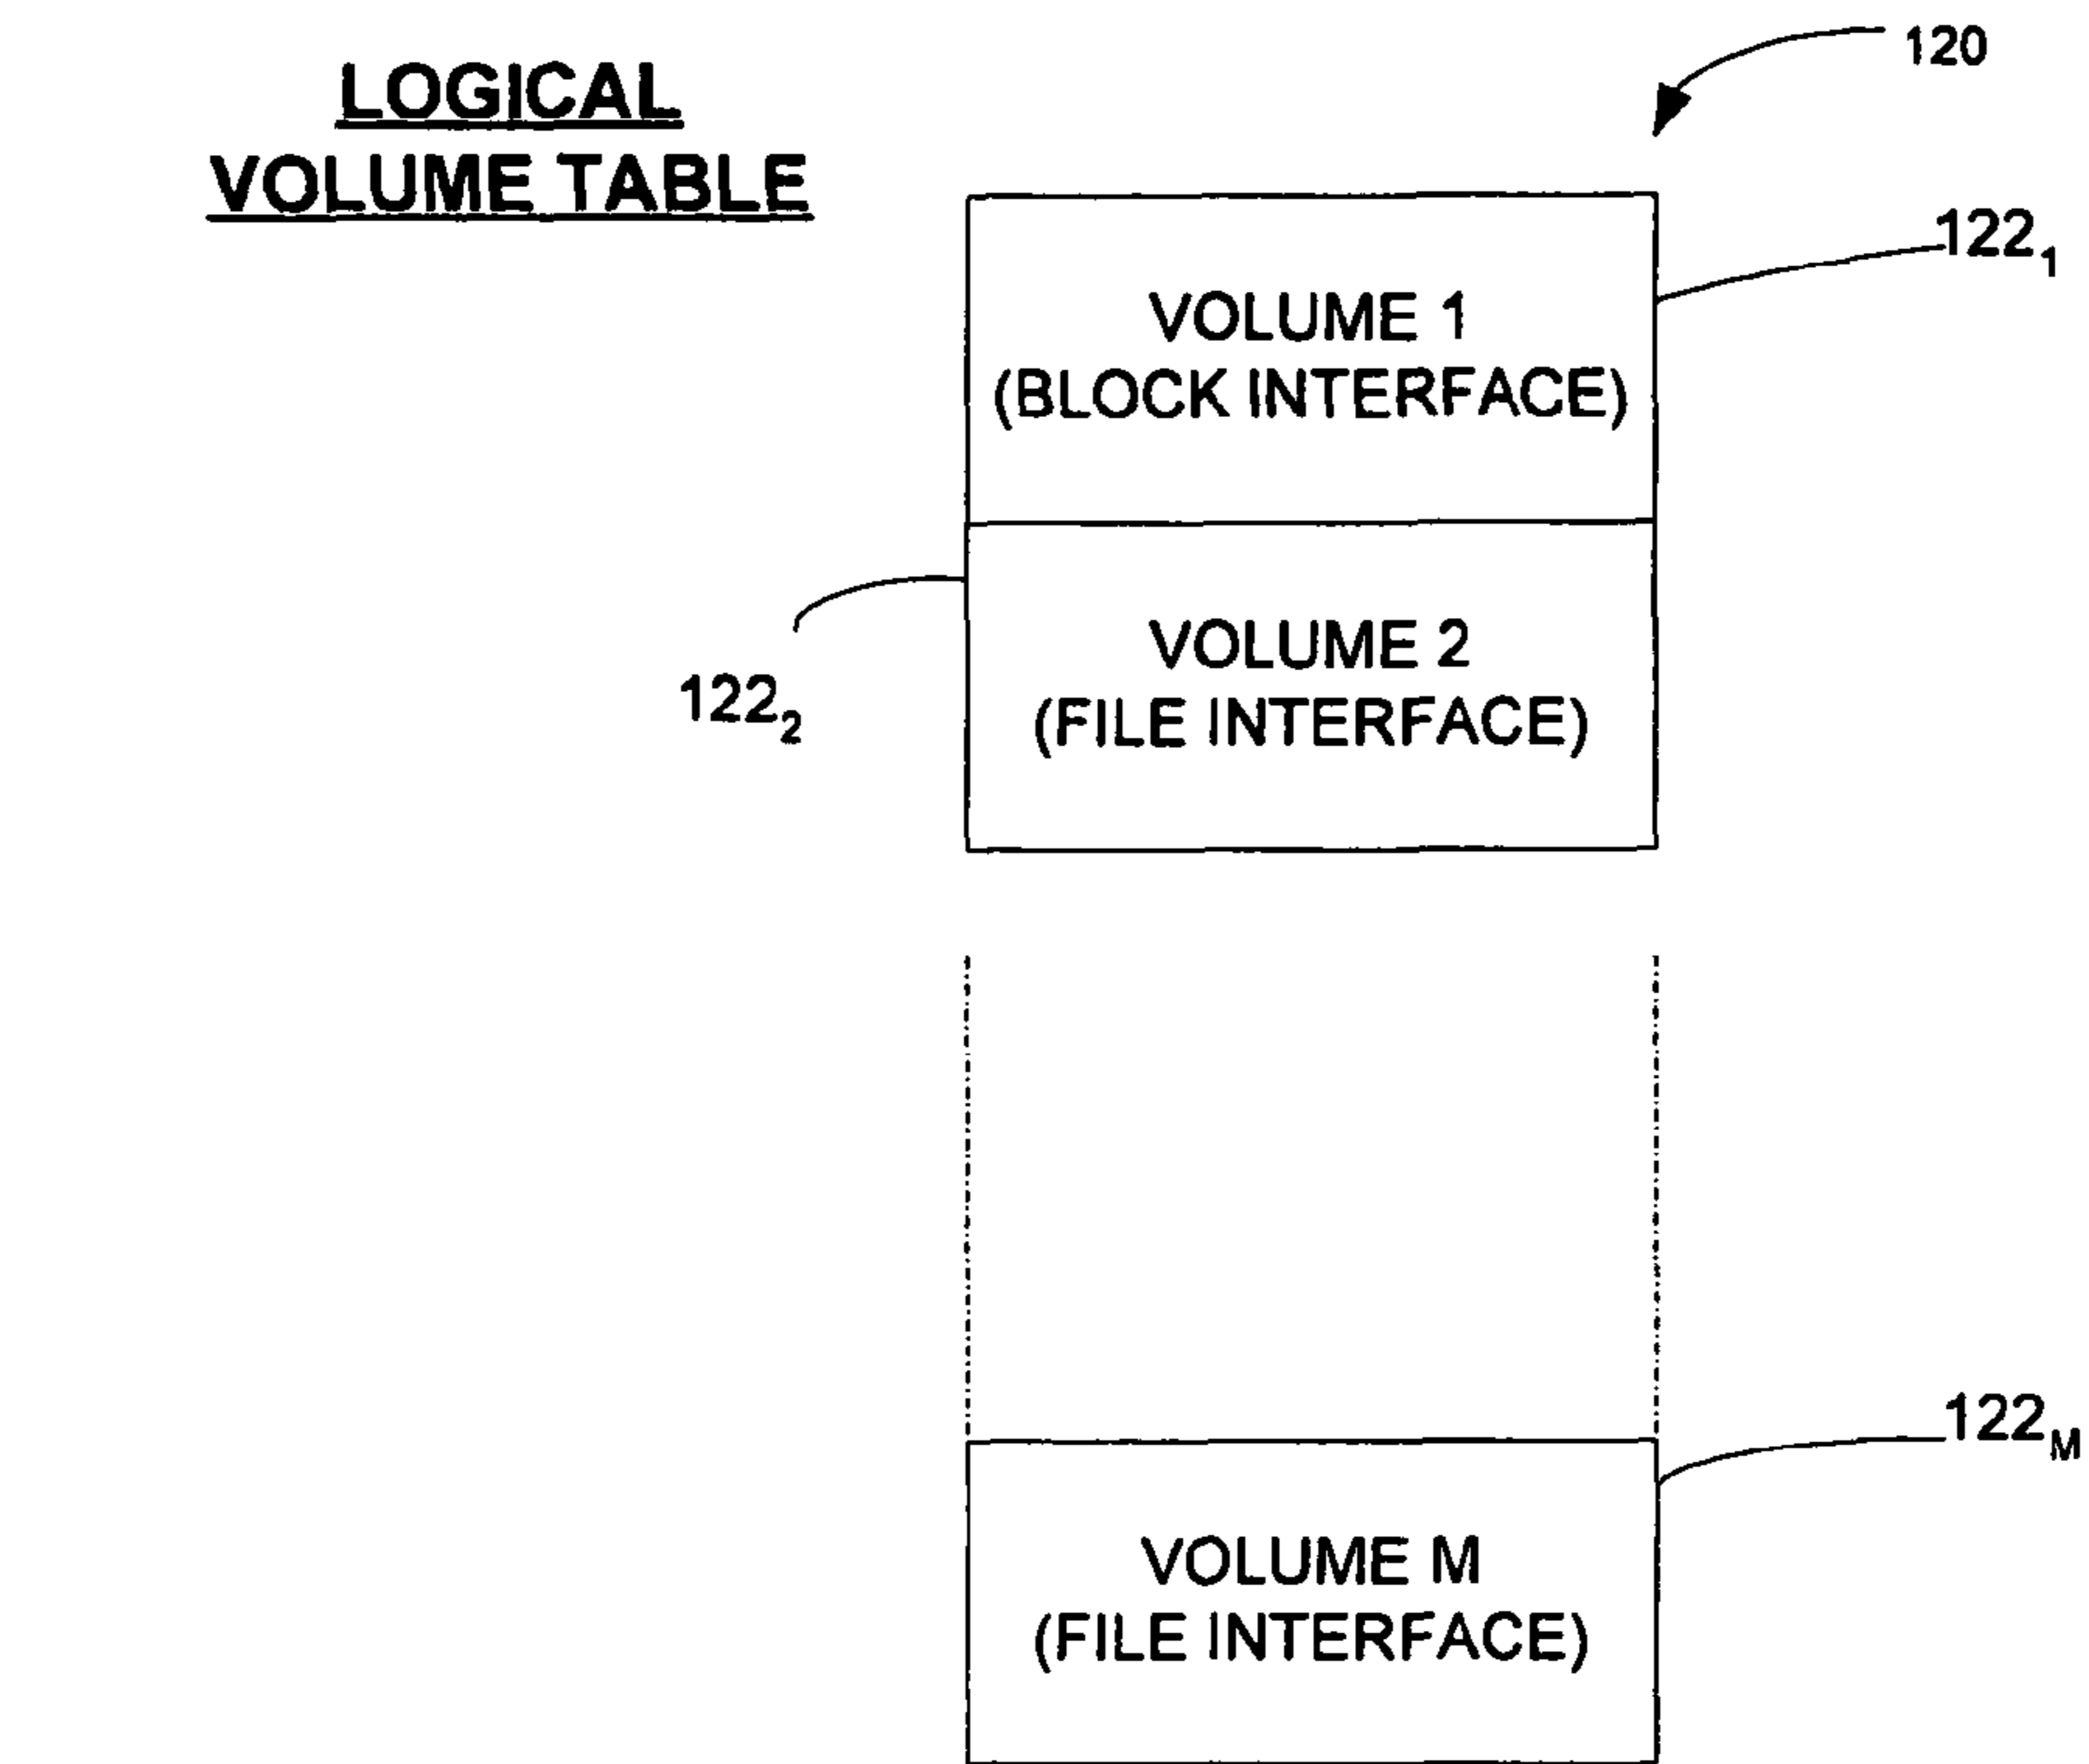 LOGICAL
VOLUME TABLE
120
122₁
VOLUME 1
(BLOCK INTERFACE)
122₂
VOLUME 2
(FILE INTERFACE)
122ₘ
VOLUME M
(FILE INTERFACE)